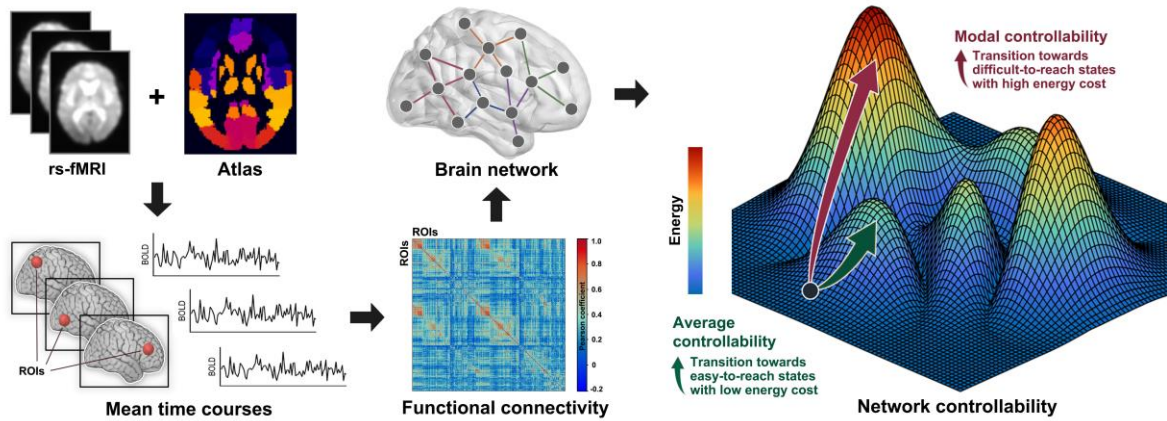 rs-fMRI
+
Atlas
BOLD
BOLD
BOLD
ROIs
Mean time courses
ROIs
ROIs
1.0
0.8
0.6
0.4
0.2
0
-0.2
Pearson coefficient
Functional connectivity
Brain network
Energy
Modal controllability
Transition towards
difficult-to-reach states
with high energy cost
Average
controllability
Transition towards
easy-to-reach states
with low energy cost
Network controllability